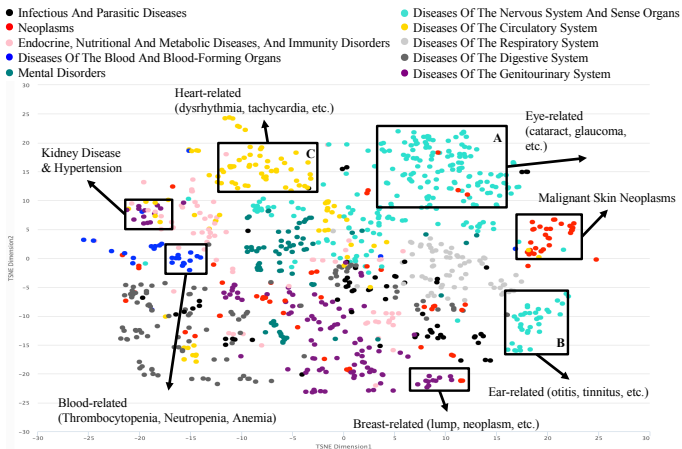 Infectious And Parasitic Diseases
Neoplasms
Endocrine, Nutritional And Metabolic Diseases, And Immunity Disorders
Diseases Of The Blood And Blood-Forming Organs
Mental Disorders
Diseases Of The Nervous System And Sense Organs
Diseases Of The Circulatory System
Diseases Of The Respiratory System
Diseases Of The Digestive System
Diseases Of The Genitourinary System
Heart-related
(dysrhythmia, tachycardia, etc.)
Kidney Disease
& Hypertension
C
A
Eye-related
(cataract, glaucoma,
etc.)
Malignant Skin Neoplasms
B
Ear-related (otitis, tinnitus, etc.)
Blood-related
(Thrombocytopenia, Neutropenia, Anemia)
Breast-related (lump, neoplasm, etc.)
TSNE Dimension2
30
25
20
15
10
5
0
−5
−10
−15
−20
−25
−30
−30
−25
−20
−15
−10
−5
0
5
10
15
20
25
30
TSNE Dimension1